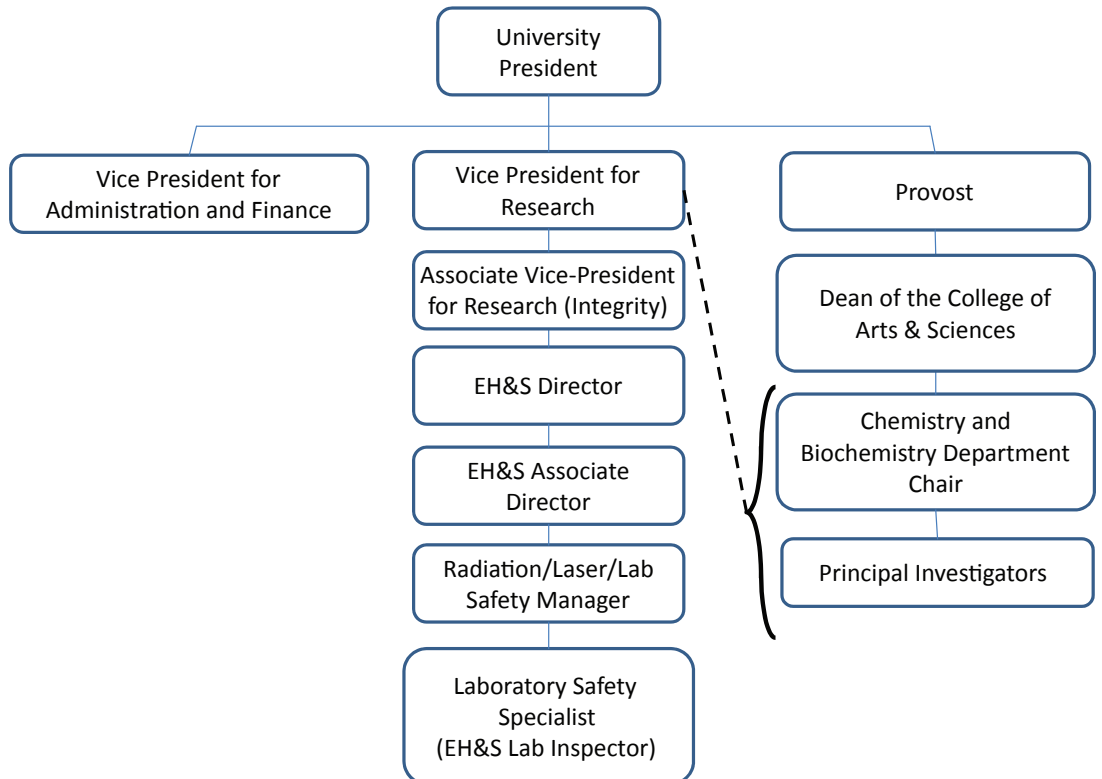 University
President
Vice President for
Administration and Finance
Vice President for
Research
Provost
Associate Vice-President
for Research (Integrity)
Dean of the College of
Arts & Sciences
EH&S Director
Chemistry and
Biochemistry Department
Chair
EH&S Associate
Director
Radiation/Laser/Lab
Safety Manager
Principal Investigators
Laboratory Safety
Specialist
(EH&S Lab Inspector)